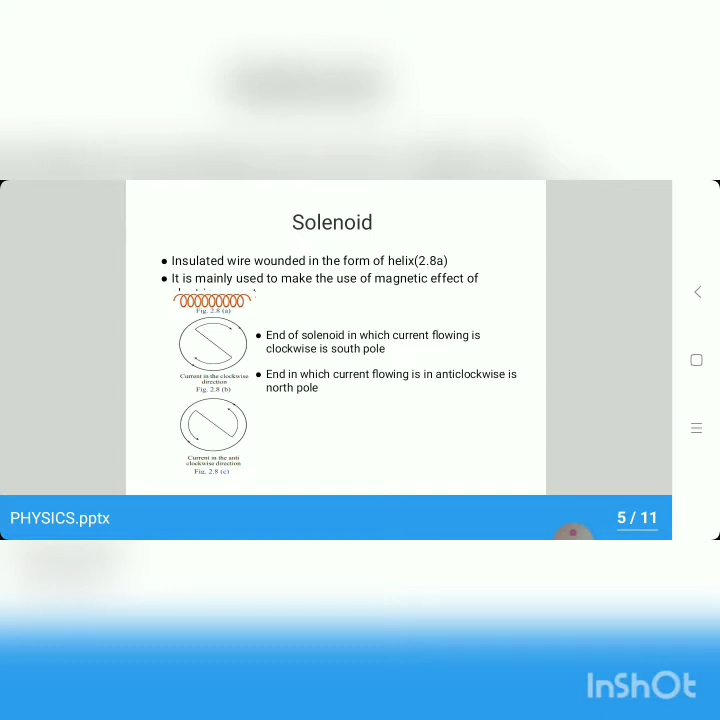 Solenoid
● Insulated wire wounded in the form of helix(2.8a)
● It is mainly used to make the use of magnetic effect of
Fig. 2.8 (a)
● End of solenoid in which current flowing is
clockwise is south pole
Current in the clockwise
direction
Fig. 2.8 (b)
● End in which current flowing is in anticlockwise is
north pole
Current in the anti
clockwise direction
Fig. 2.8 (c)
PHYSICS.pptx
5 / 11
InShOt